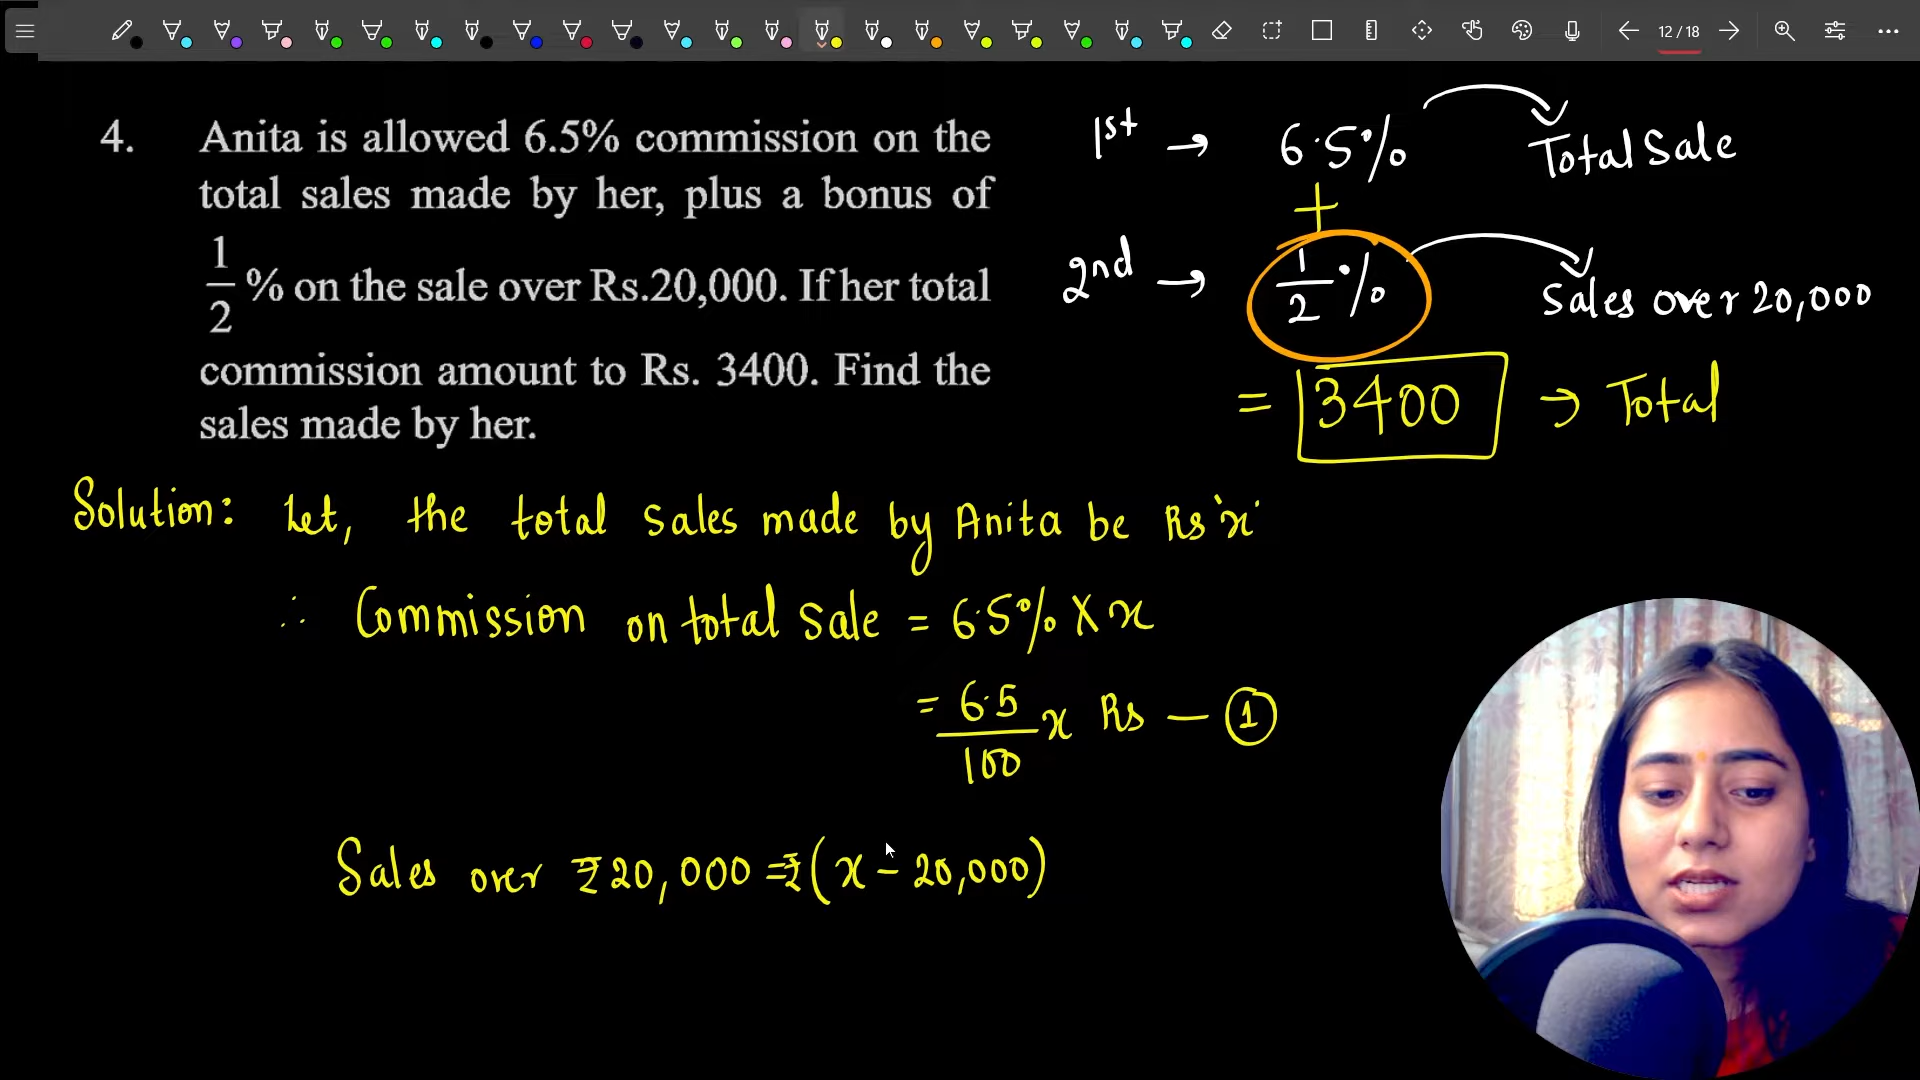 12/18
4. Anita is allowed 6.5% commission on the
total sales made by her, plus a bonus of
1/2 % on the sale over Rs.20,000. If her total
commission amount to Rs. 3400. Find the
sales made by her.
1st → 6.5% Total Sale
+
2nd → 1/2 % Sales over 20,000
= 3400 → Total
Solution: Let, the total sales made by Anita be Rs 'x'
∴ Commission on total sale = 6.5% X x
= 6.5/100 x Rs — ①
Sales over ₹20,000 = ₹(x - 20,000)